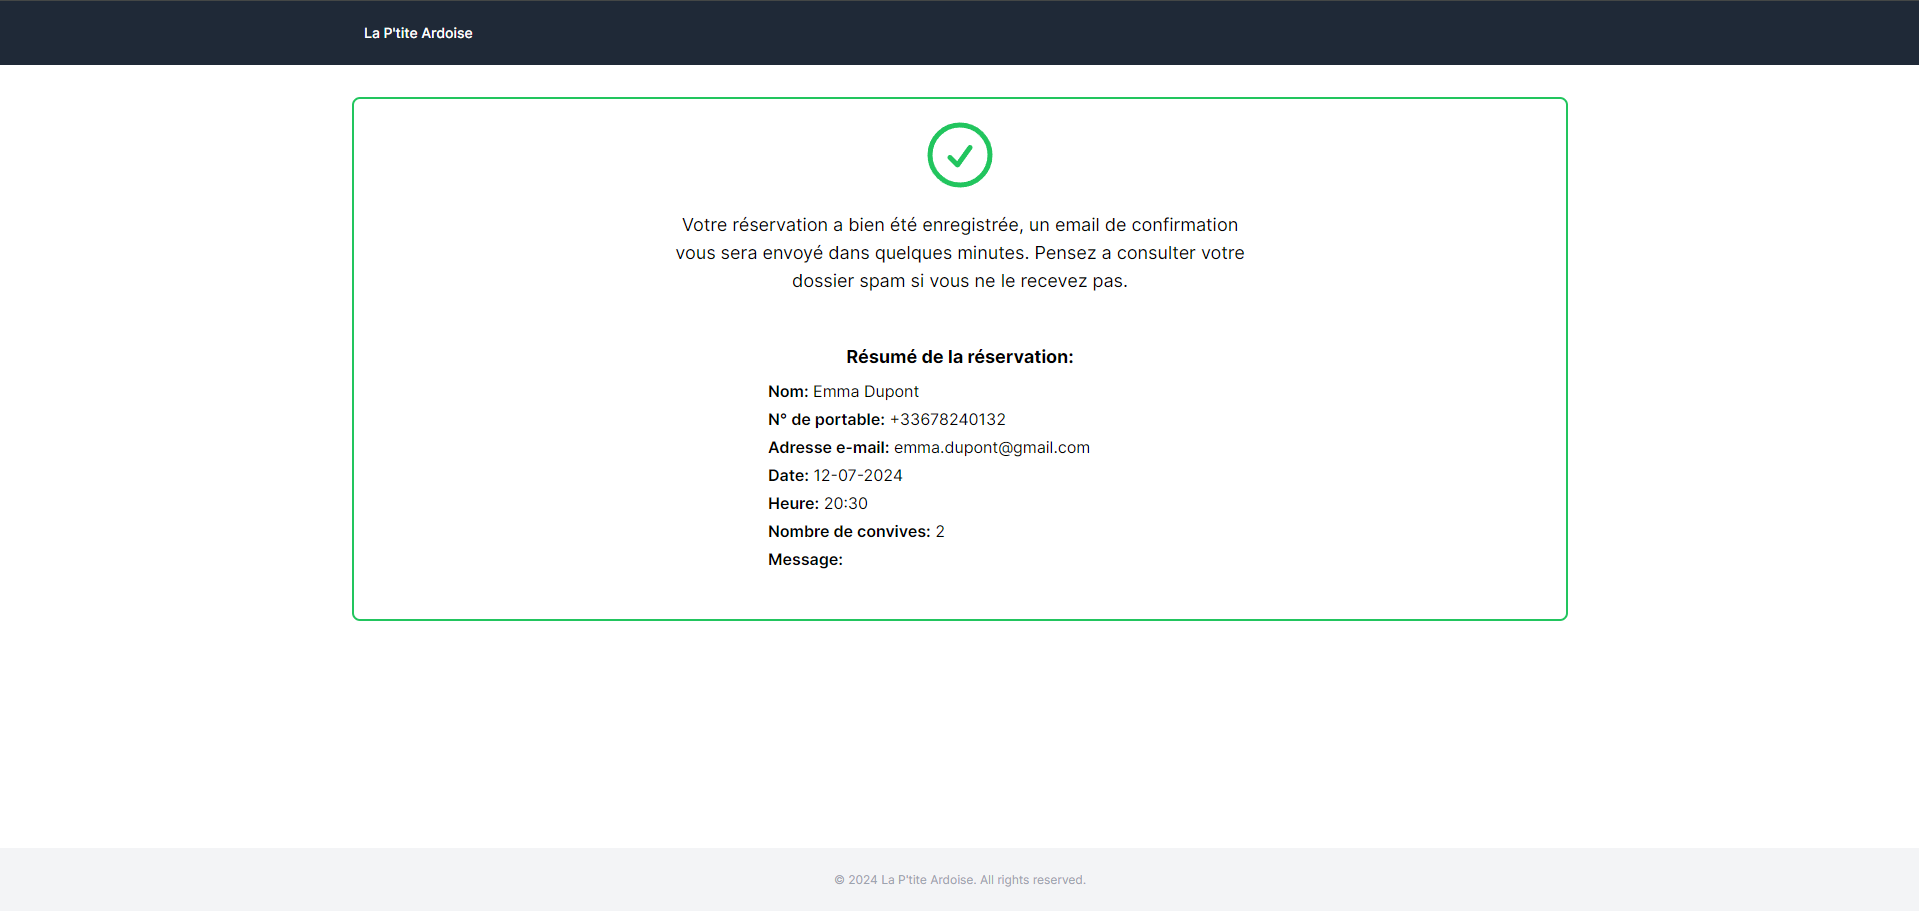 La P'tite Ardoise
Votre réservation a bien été enregistrée, un email de confirmation
vous sera envoyé dans quelques minutes. Pensez a consulter votre
dossier spam si vous ne le recevez pas.
Résumé de la réservation:
Nom: Emma Dupont
N° de portable: +33678240132
Adresse e-mail: emma.dupont@gmail.com
Date: 12-07-2024
Heure: 20:30
Nombre de convives: 2
Message:
© 2024 La P'tite Ardoise. All rights reserved.